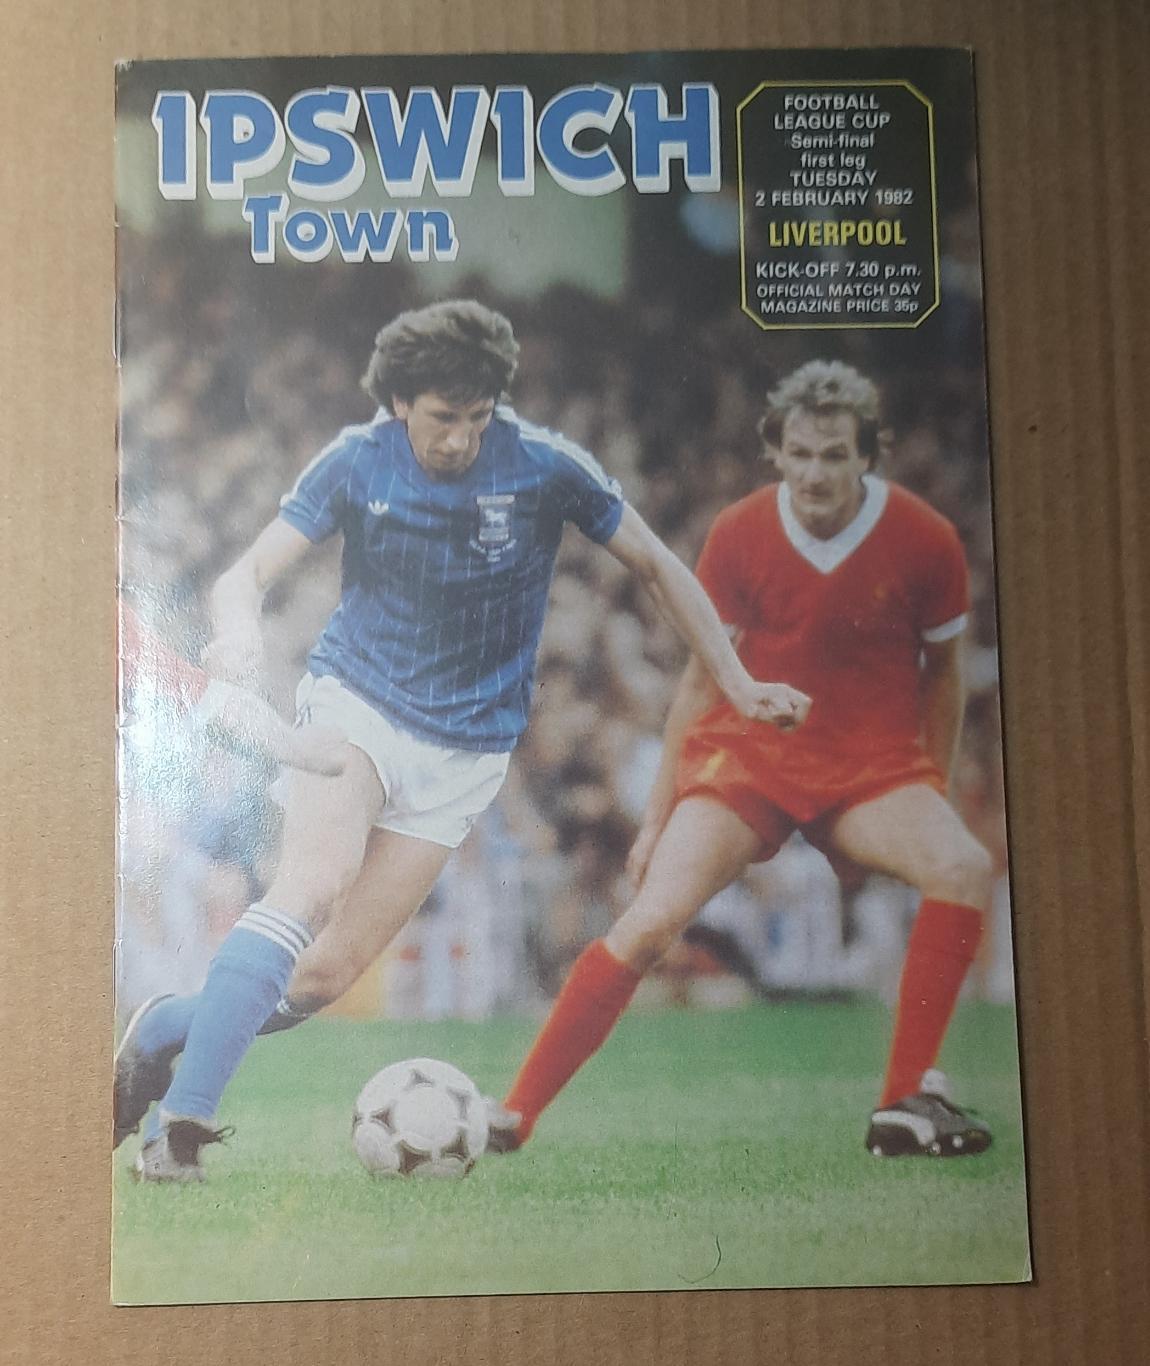 IPSWICH
Town
FOOTBALL
LEAGUE CUP
Semi-final
first leg
TUESDAY
2 FEBRUARY 1982
LIVERPOOL
KICK-OFF 7.30 p.m.
OFFICIAL MATCH DAY
MAGAZINE PRICE 35p